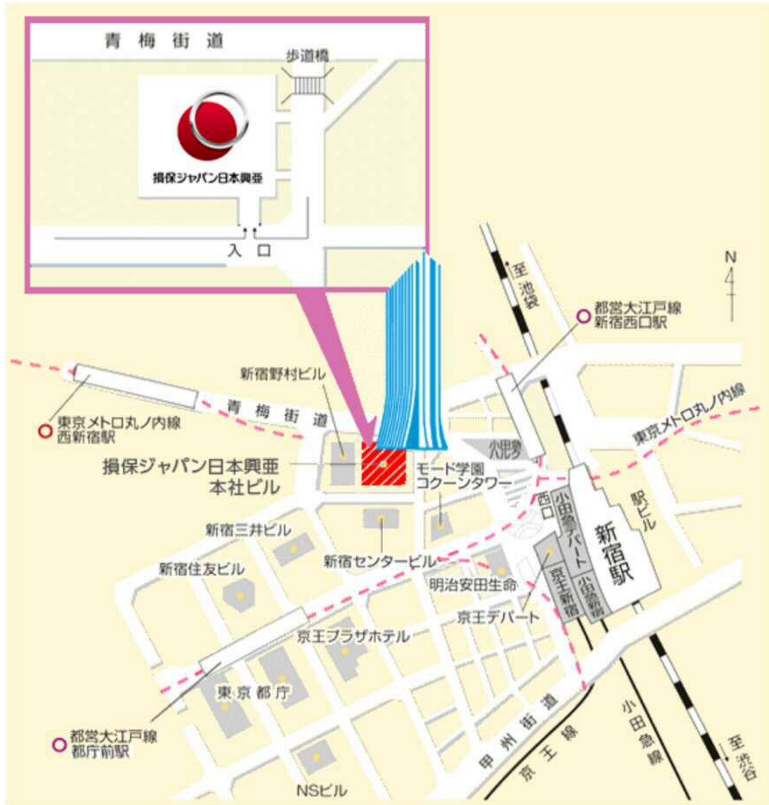 青梅街道
歩道橋
損保ジャパン日本興亜
入口
N
至池袋
都営大江戸線
新宿西口駅
新宿野村ビル
青梅街道
東京メトロ丸ノ内線
西新宿駅
東京メトロ丸ノ内線
小田急
ハルク
損保ジャパン日本興亜
本社ビル
モード学園
コクーンタワー
西口
小田急デパート
駅ビル
新宿駅
新宿三井ビル
新宿センタービル
新宿住友ビル
明治安田生命
京王新宿
小田急新宿
京王デパート
京王プラザホテル
東京都庁
都営大江戸線
都庁前駅
甲州街道
京王線
小田急線
至渋谷
NSビル